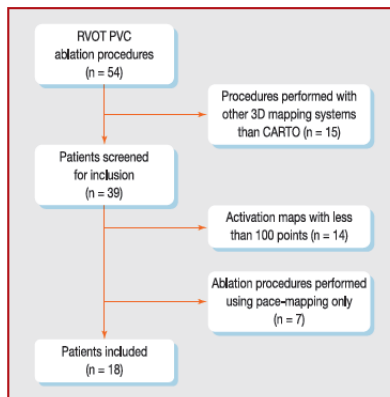 RVOT PVC
ablation procedures
(n = 54)
Procedures performed with
other 3D mapping systems
than CARTO (n = 15)
Patients screened
for inclusion
(n = 39)
Activation maps with less
than 100 points (n = 14)
Ablation procedures performed
using pace-mapping only
(n = 7)
Patients included
(n = 18)